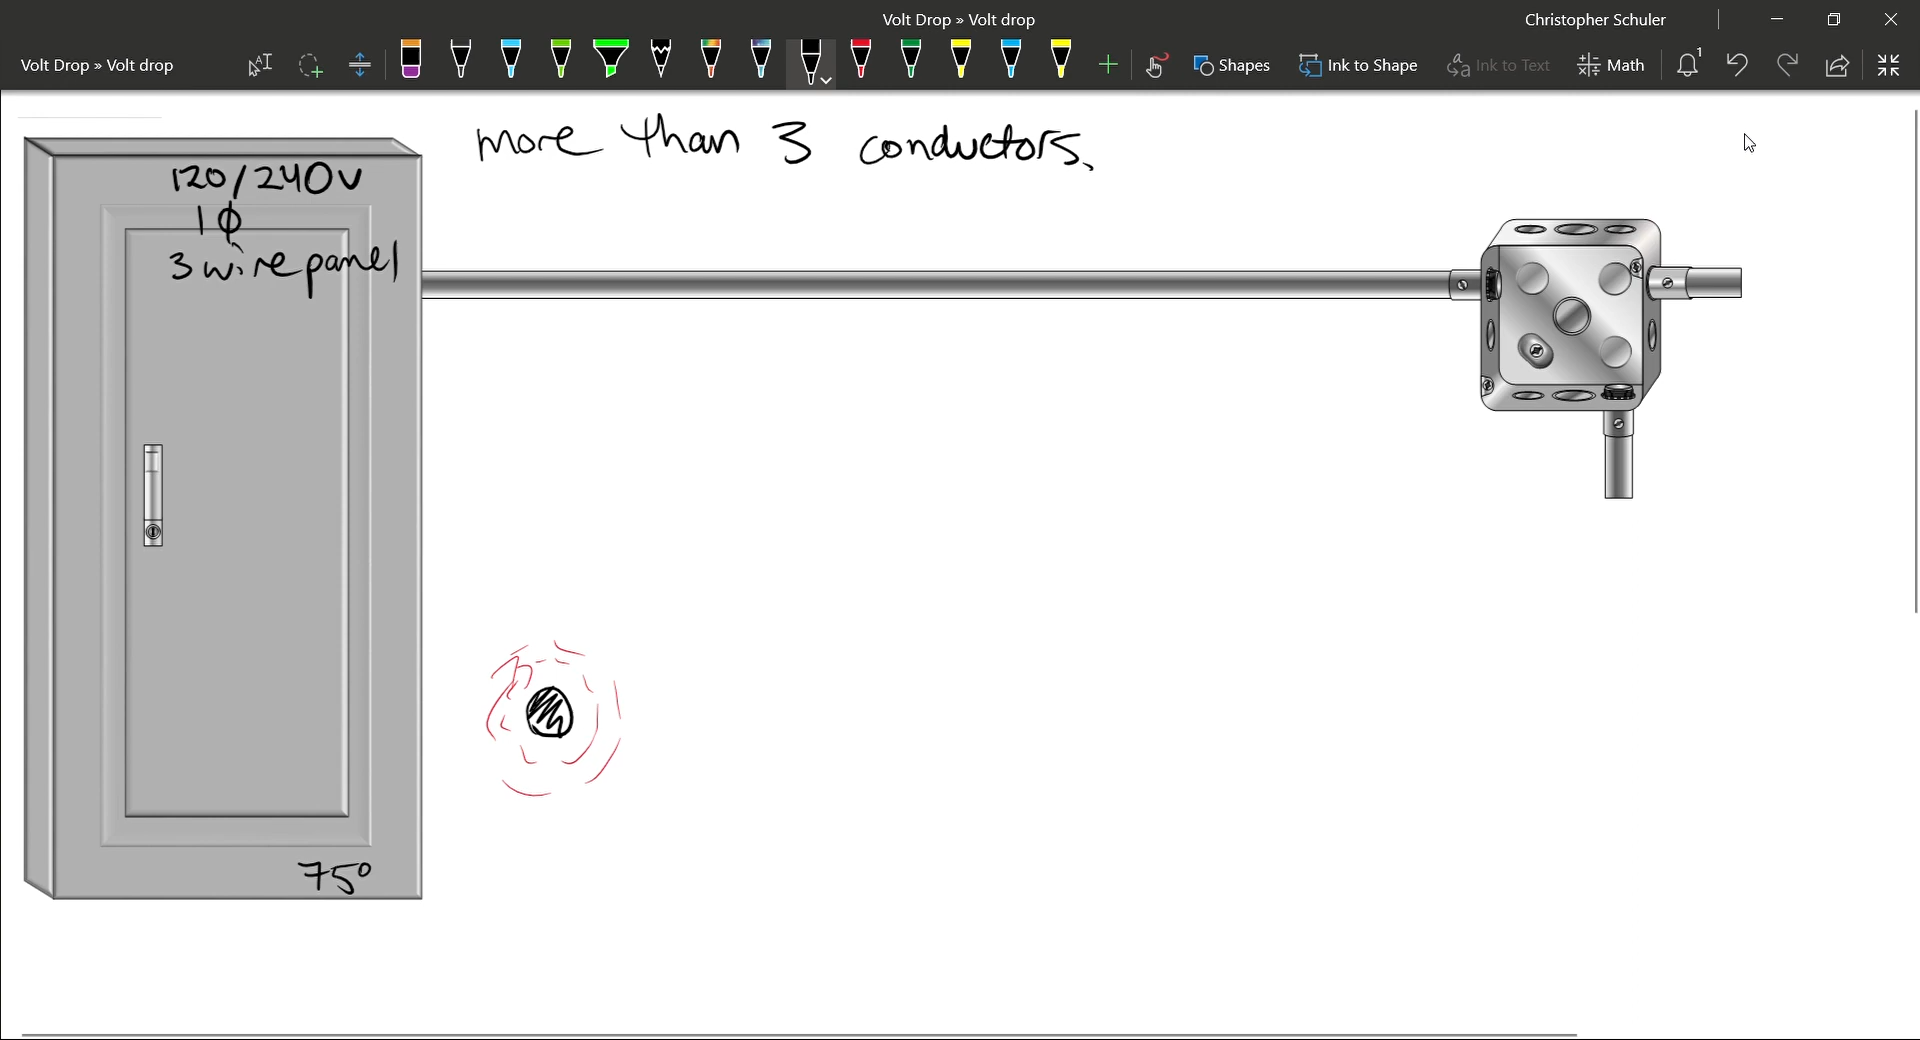 Volt Drop » Volt drop
Christopher Schuler
Volt Drop » Volt drop
Shapes
Ink to Shape
Ink to Text
Math
1
more than 3 conductors.
120/240v
1ϕ
3 wire panel
75°